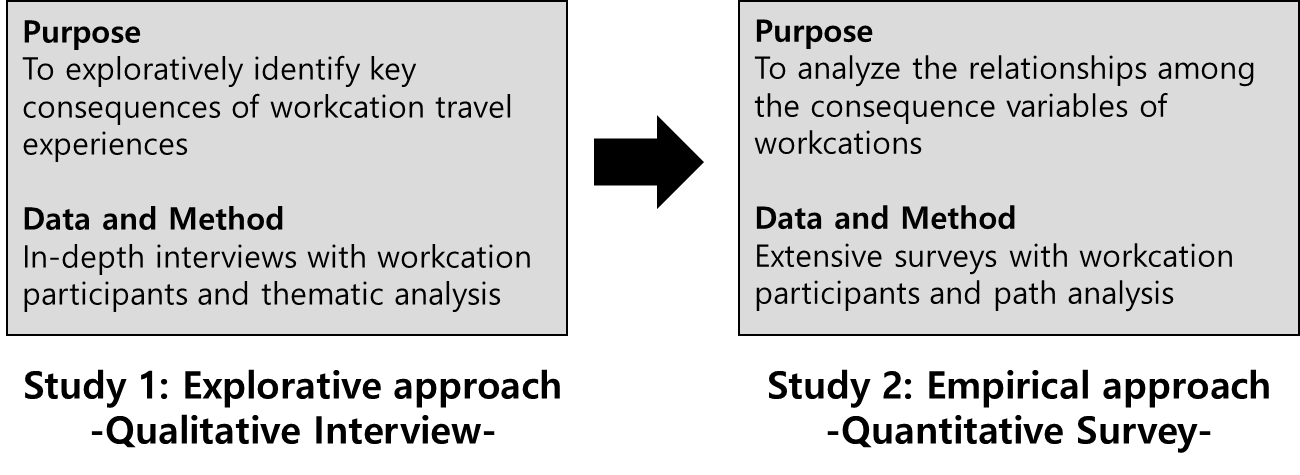 Purpose
To exploratively identify key
consequences of workcation travel
experiences
Data and Method
In-depth interviews with workcation
participants and thematic analysis
Study 1: Explorative approach
-Qualitative Interview-
Purpose
To analyze the relationships among
the consequence variables of
workcations
Data and Method
Extensive surveys with workcation
participants and path analysis
Study 2: Empirical approach
-Quantitative Survey-